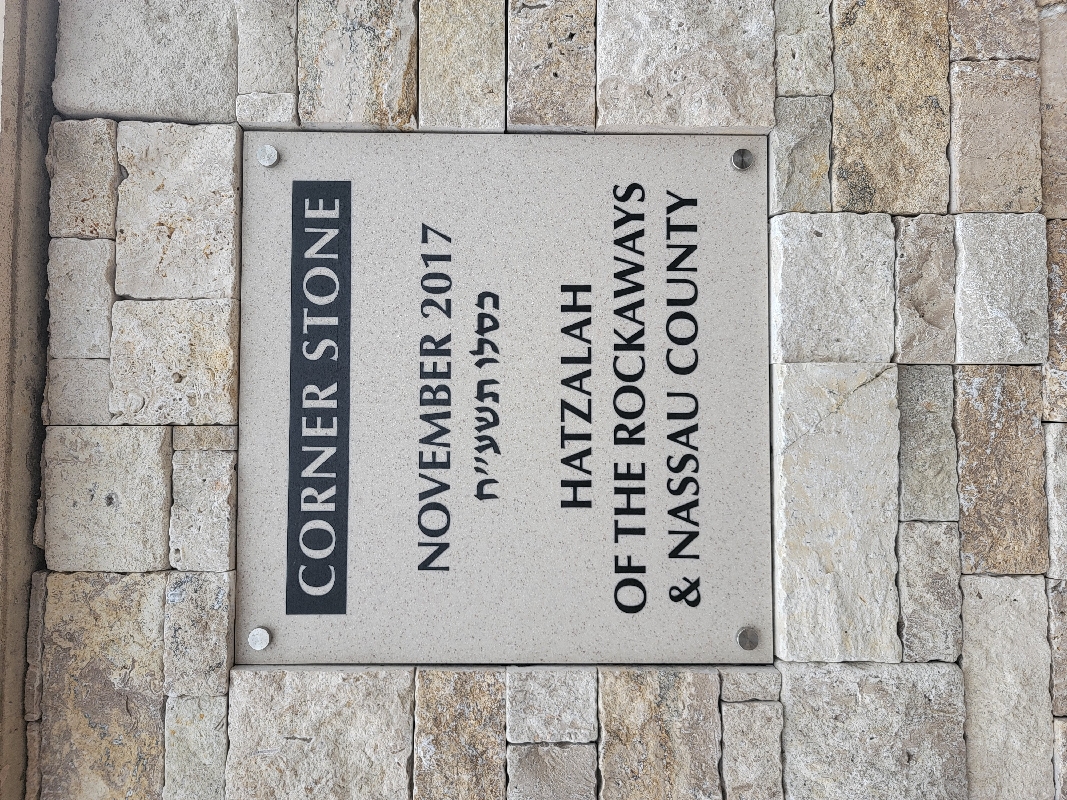 CORNER STONE
NOVEMBER 2017
כסלו תשע״ח
HATZALAH
OF THE ROCKAWAYS
& NASSAU COUNTY